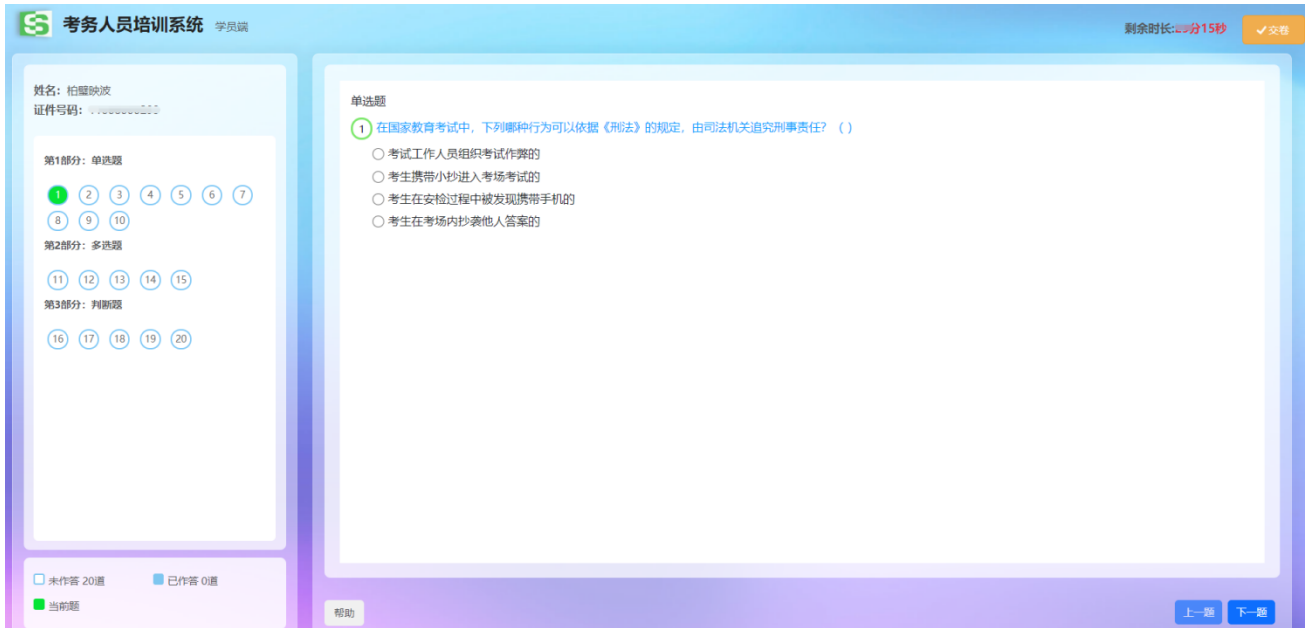 考务人员培训系统 学员端
剩余时长:分15秒
交卷
姓名：柏璧映波
证件号码：
第1部分：单选题
1 2 3 4 5 6 7
8 9 10
第2部分：多选题
11 12 13 14 15
第3部分：判断题
16 17 18 19 20
未作答 20道 已作答 0道
当前题
单选题
1 在国家教育考试中，下列哪种行为可以依据《刑法》的规定，由司法机关追究刑事责任？（ ）
考试工作人员组织考试作弊的
考生携带小抄进入考场考试的
考生在安检过程中被发现携带手机的
考生在考场内抄袭他人答案的
帮助
上一题 下一题